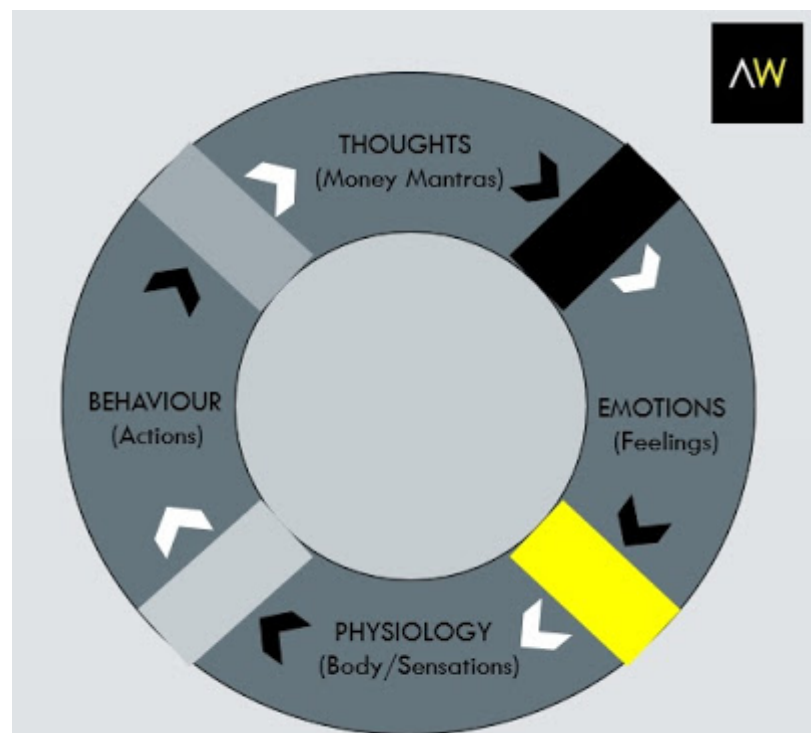 ΛW
THOUGHTS
(Money Mantras)
EMOTIONS
(Feelings)
PHYSIOLOGY
(Body/Sensations)
BEHAVIOUR
(Actions)